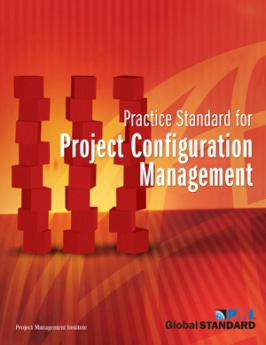 Practice Standard for
Project Configuration
Management
Global STANDARD
Project Management Institute